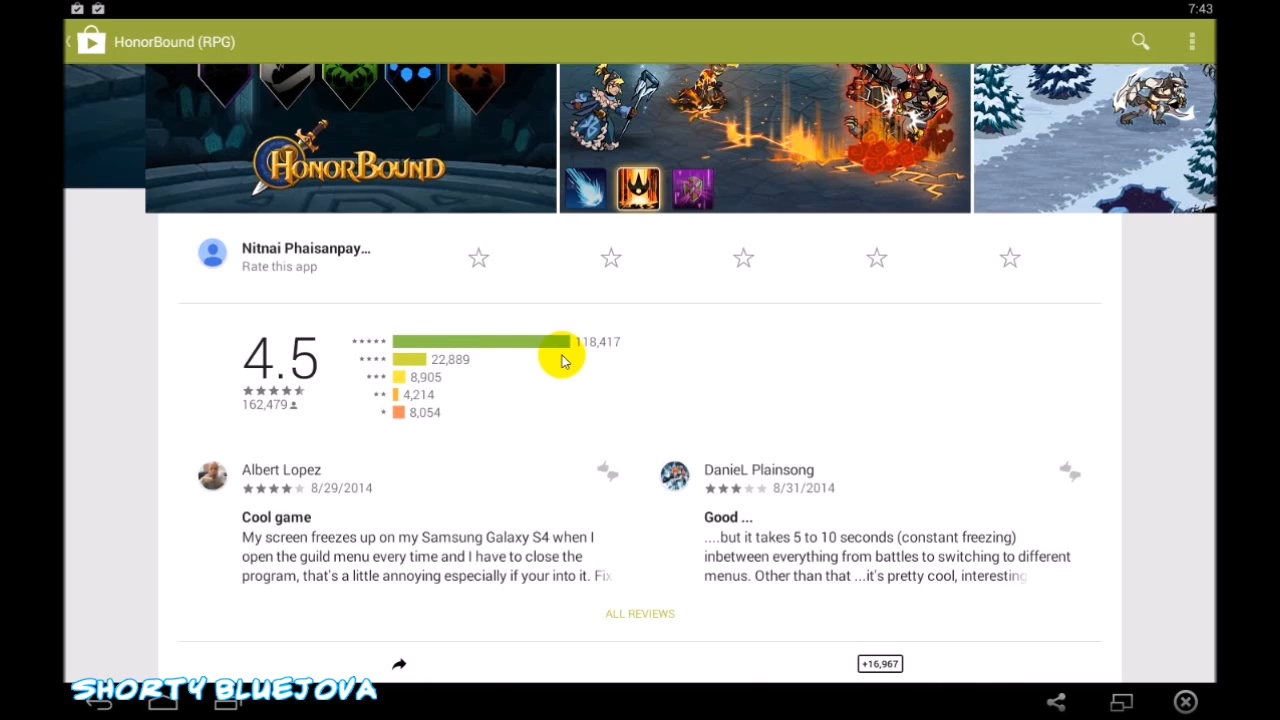 7:43
HonorBound (RPG)
HONORBOUND
Nitnai Phaisanpay...
Rate this app
4.5
162,479
118,417
22,889
8,905
4,214
8,054
Albert Lopez
8/29/2014
Cool game
My screen freezes up on my Samsung Galaxy S4 when I
open the guild menu every time and I have to close the
program, that's a little annoying especially if your into it. Fix
DanieL Plainsong
8/31/2014
Good ...
....but it takes 5 to 10 seconds (constant freezing)
inbetween everything from battles to switching to different
menus. Other than that ...it's pretty cool, interesting
ALL REVIEWS
+16,967
SHORTY BLUEJOVA